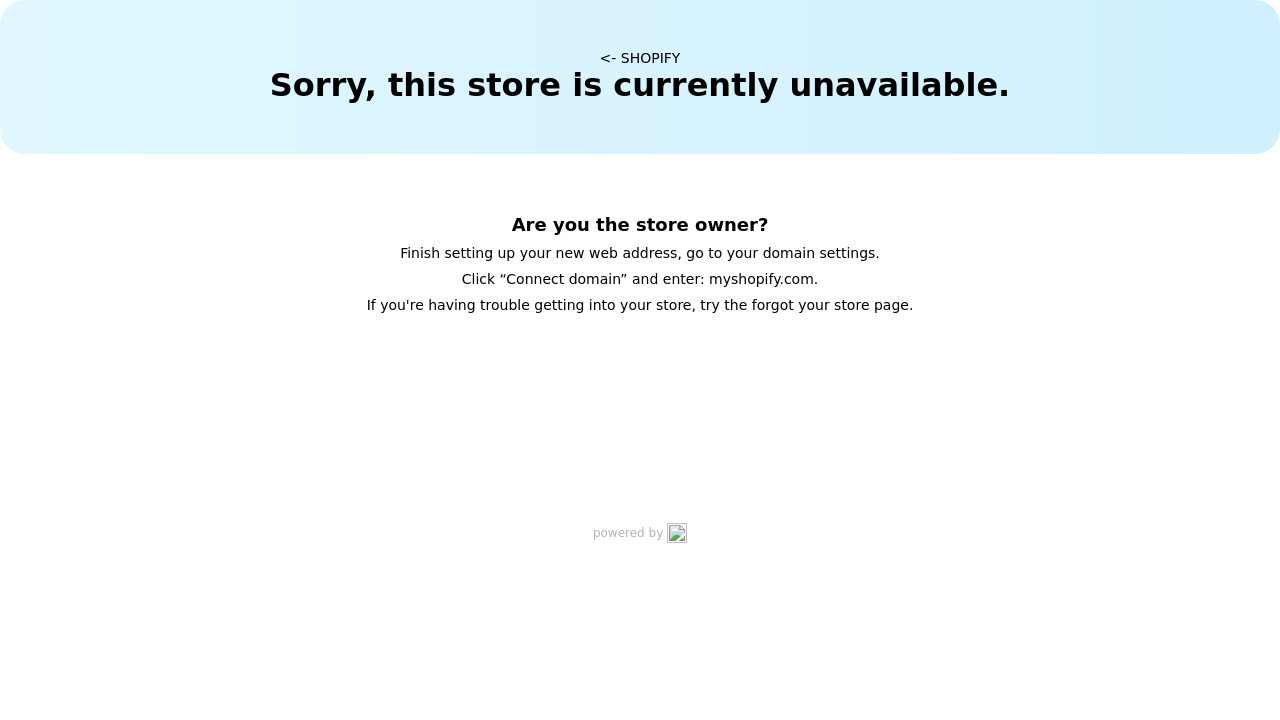 <- SHOPIFY
Sorry, this store is currently unavailable.
Are you the store owner?
Finish setting up your new web address, go to your domain settings.
Click “Connect domain” and enter: myshopify.com.
If you're having trouble getting into your store, try the forgot your store page.
powered by